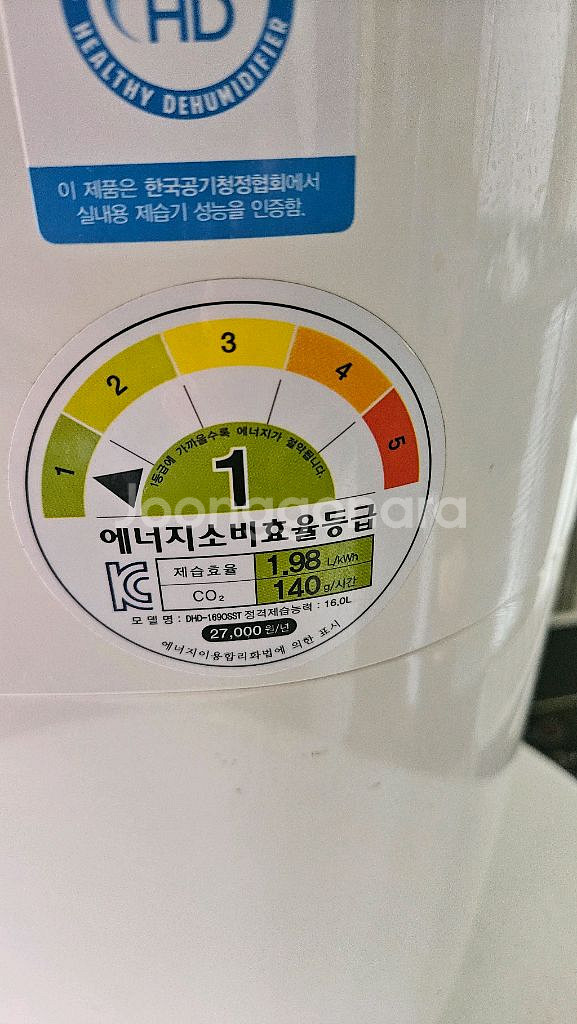 HD
HEALTHY DEHUMIDIFIER
이 제품은 한국공기청정협회에서
실내용 제습기 성능을 인증함.
1 2 3 4 5
1등급에 가까울수록 에너지가 절약됩니다.
1
에너지소비효율등급
제습효율 1.98 L/kWh
CO₂ 140 g/시간
모델명 : DHD-169OSST 정격제습능력 : 16.0L
27,000 원/년
에너지이용합리화법에 의한 표시
Joonggonara